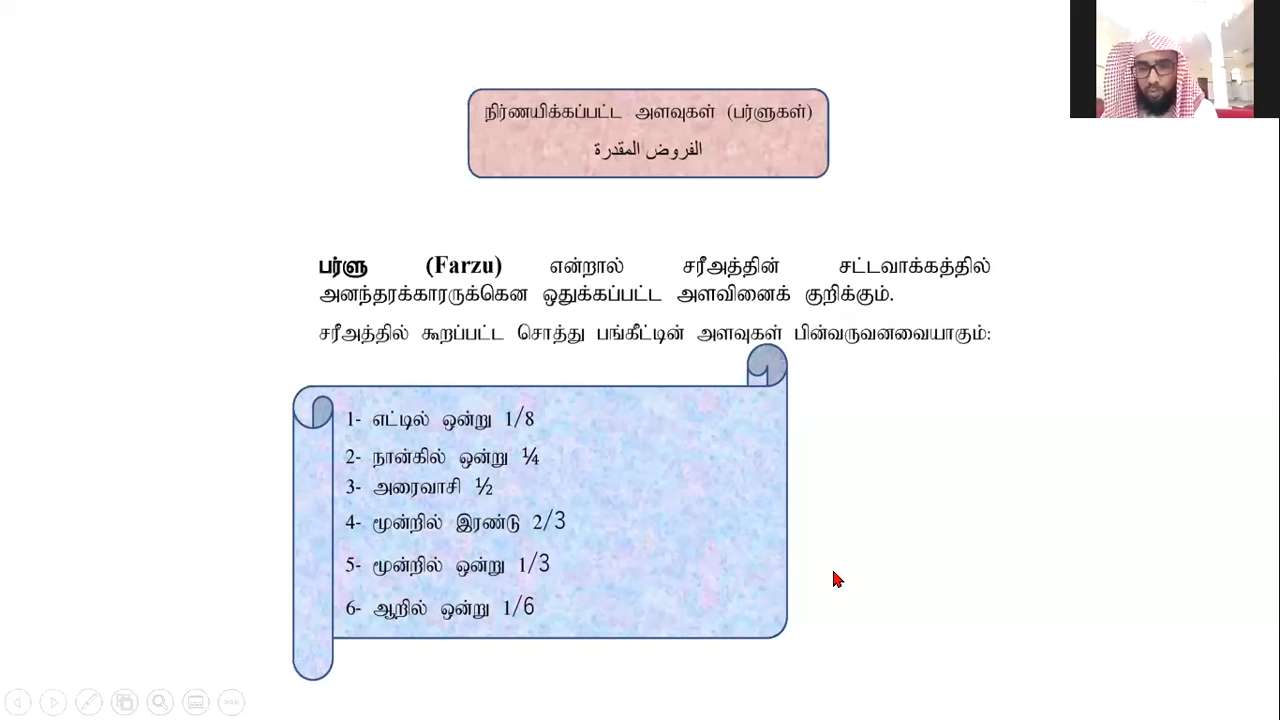 நிர்ணயிக்கப்பட்ட அளவுகள் (பர்ளுகள்)
الفروض المقدرة
பர்ளு (Farzu) என்றால் சரீஅத்தின் சட்டவாக்கத்தில்
அனந்தரக்காரருக்கென ஒதுக்கப்பட்ட அளவினைக் குறிக்கும்.
சரீஅத்தில் கூறப்பட்ட சொத்து பங்கீட்டின் அளவுகள் பின்வருவனவையாகும்:
1- எட்டில் ஒன்று 1/8
2- நான்கில் ஒன்று ¼
3- அரைவாசி ½
4- மூன்றில் இரண்டு 2/3
5- மூன்றில் ஒன்று 1/3
6- ஆறில் ஒன்று 1/6